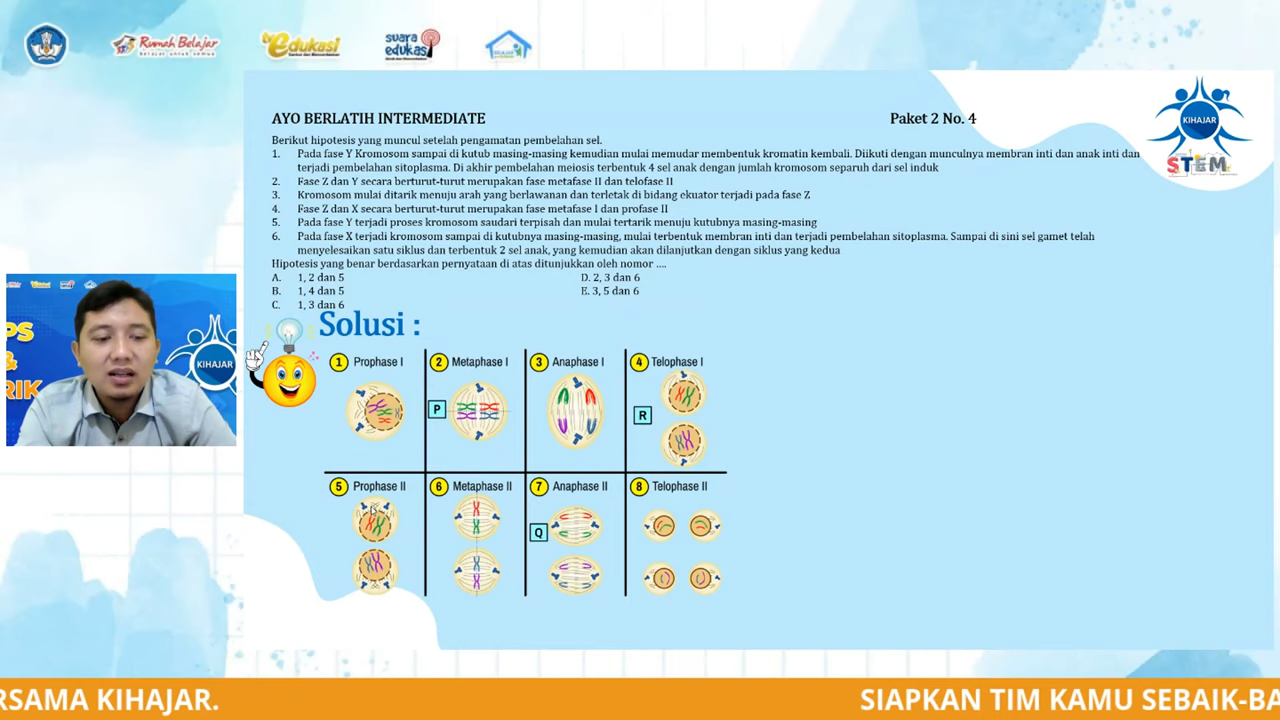 Rumah Belajar
Belajar untuk semua
tv Edukasi
suara
edukasi
AYO BERLATIH INTERMEDIATE
Paket 2 No. 4
KIHAJAR
STEM
Berikut hipotesis yang muncul setelah pengamatan pembelahan sel.
1. Pada fase Y Kromosom sampai di kutub masing-masing kemudian mulai memudar membentuk kromatin kembali. Diikuti dengan munculnya membran inti dan anak inti dan
terjadi pembelahan sitoplasma. Di akhir pembelahan meiosis terbentuk 4 sel anak dengan jumlah kromosom separuh dari sel induk
2. Fase Z dan Y secara berturut-turut merupakan fase metafase II dan telofase II
3. Kromosom mulai ditarik menuju arah yang berlawanan dan terletak di bidang ekuator terjadi pada fase Z
4. Fase Z dan X secara berturut-turut merupakan fase metafase I dan profase II
5. Pada fase Y terjadi proses kromosom saudari terpisah dan mulai tertarik menuju kutubnya masing-masing
6. Pada fase X terjadi kromosom sampai di kutubnya masing-masing, mulai terbentuk membran inti dan terjadi pembelahan sitoplasma. Sampai di sini sel gamet telah
menyelesaikan satu siklus dan terbentuk 2 sel anak, yang kemudian akan dilanjutkan dengan siklus yang kedua
Hipotesis yang benar berdasarkan pernyataan di atas ditunjukkan oleh nomor ....
A. 1, 2 dan 5
D. 2, 3 dan 6
B. 1, 4 dan 5
E. 3, 5 dan 6
C. 1, 3 dan 6
Solusi :
1 Prophase I
2 Metaphase I
3 Anaphase I
4 Telophase I
P
R
5 Prophase II
6 Metaphase II
7 Anaphase II
8 Telophase II
Q
PS
&
RIK
KIHAJAR
RSAMA KIHAJAR.
SIAPKAN TIM KAMU SEBAIK-BA